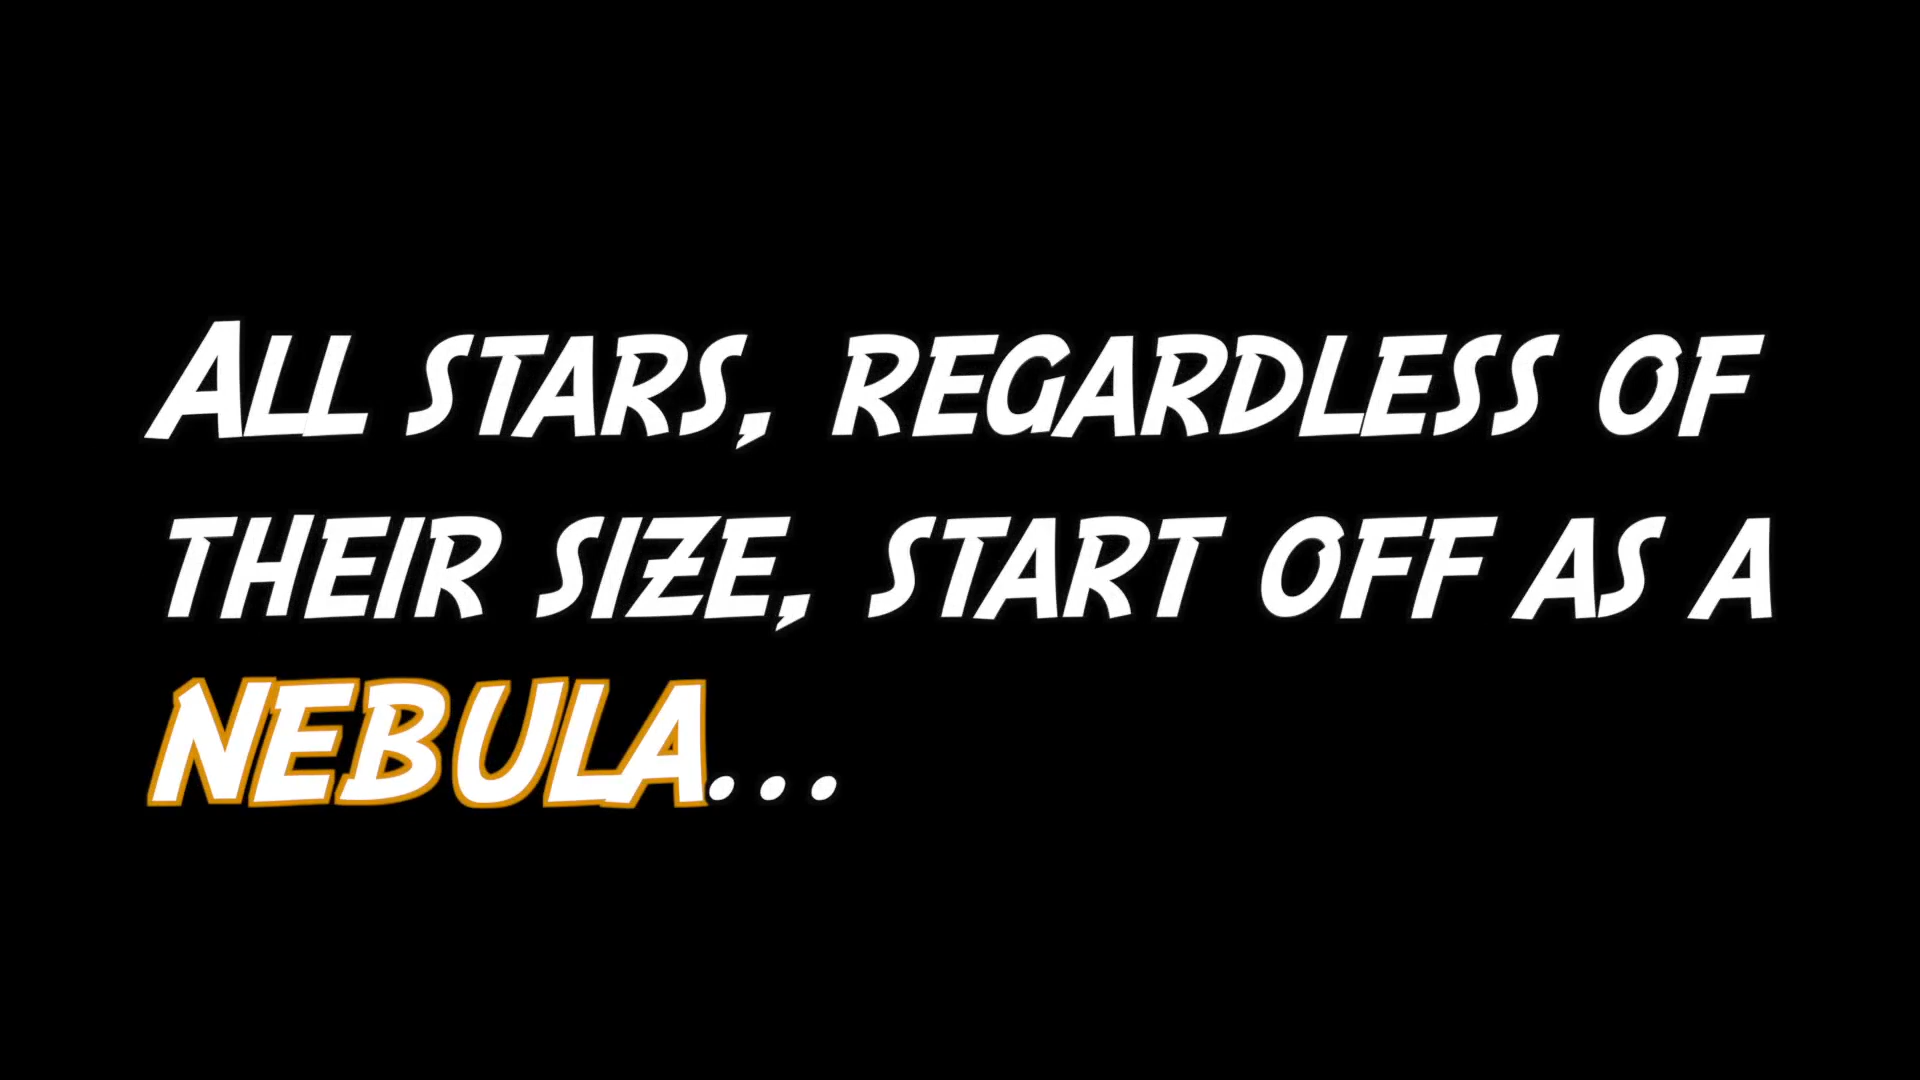 All stars, regardless of
their size, start off as a
NEBULA...